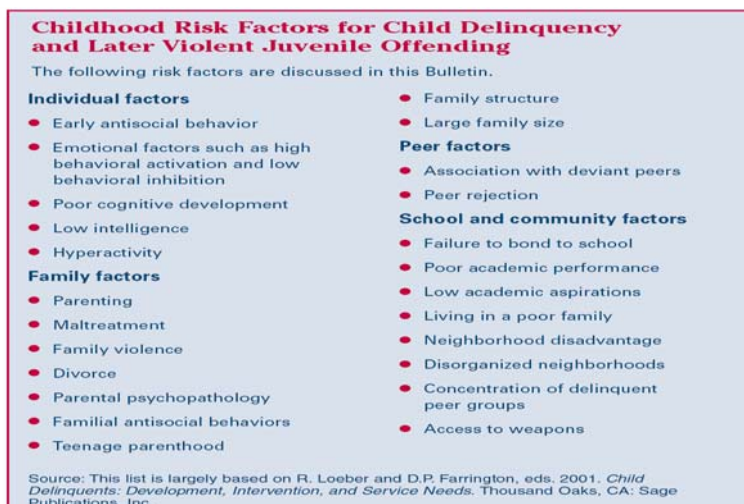 Childhood Risk Factors for Child Delinquency
and Later Violent Juvenile Offending
The following risk factors are discussed in this Bulletin.
Individual factors
● Early antisocial behavior
● Emotional factors such as high
behavioral activation and low
behavioral inhibition
● Poor cognitive development
● Low intelligence
● Hyperactivity
Family factors
● Parenting
● Maltreatment
● Family violence
● Divorce
● Parental psychopathology
● Familial antisocial behaviors
● Teenage parenthood
● Family structure
● Large family size
Peer factors
● Association with deviant peers
● Peer rejection
School and community factors
● Failure to bond to school
● Poor academic performance
● Low academic aspirations
● Living in a poor family
● Neighborhood disadvantage
● Disorganized neighborhoods
● Concentration of delinquent
peer groups
● Access to weapons
Source: This list is largely based on R. Loeber and D.P. Farrington, eds. 2001. Child
Delinquents: Development, Intervention, and Service Needs. Thousand Oaks, CA: Sage
Publications, Inc.